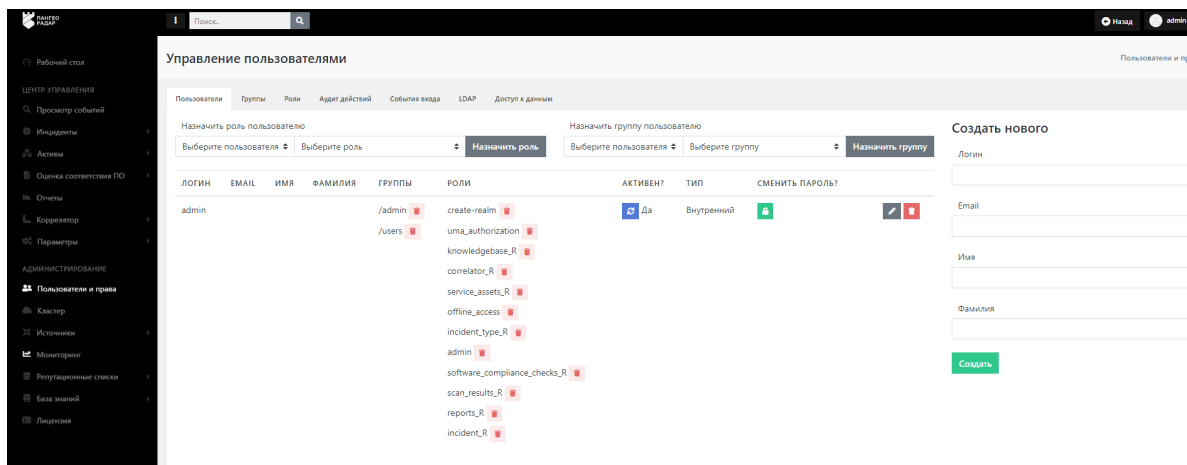 ПАНГЕО
РАДАР
Поиск..
Назад
admin
Рабочий стол
ЦЕНТР УПРАВЛЕНИЯ
Просмотр событий
Инциденты
Активы
Оценка соответствия ПО
Отчеты
Коррелятор
Параметры
АДМИНИСТРИРОВАНИЕ
Пользователи и права
Кластер
Источники
Мониторинг
Репутационные списки
База знаний
Лицензия
Управление пользователями
Пользователи и пр
Пользователи Группы Роли Аудит действий События входа LDAP Доступ к данным
Назначить роль пользователю
Выберите пользователя Выберите роль Назначить роль
Назначить группу пользователю
Выберите пользователя Выберите группу Назначить группу
ЛОГИН EMAIL ИМЯ ФАМИЛИЯ ГРУППЫ РОЛИ АКТИВЕН? ТИП СМЕНИТЬ ПАРОЛЬ?
admin /admin create-realm Да Внутренний
/users uma_authorization
knowledgebase_R
correlator_R
service_assets_R
offline_access
incident_type_R
admin
software_compliance_checks_R
scan_results_R
reports_R
incident_R
Создать нового
Логин
Email
Имя
Фамилия
Создать